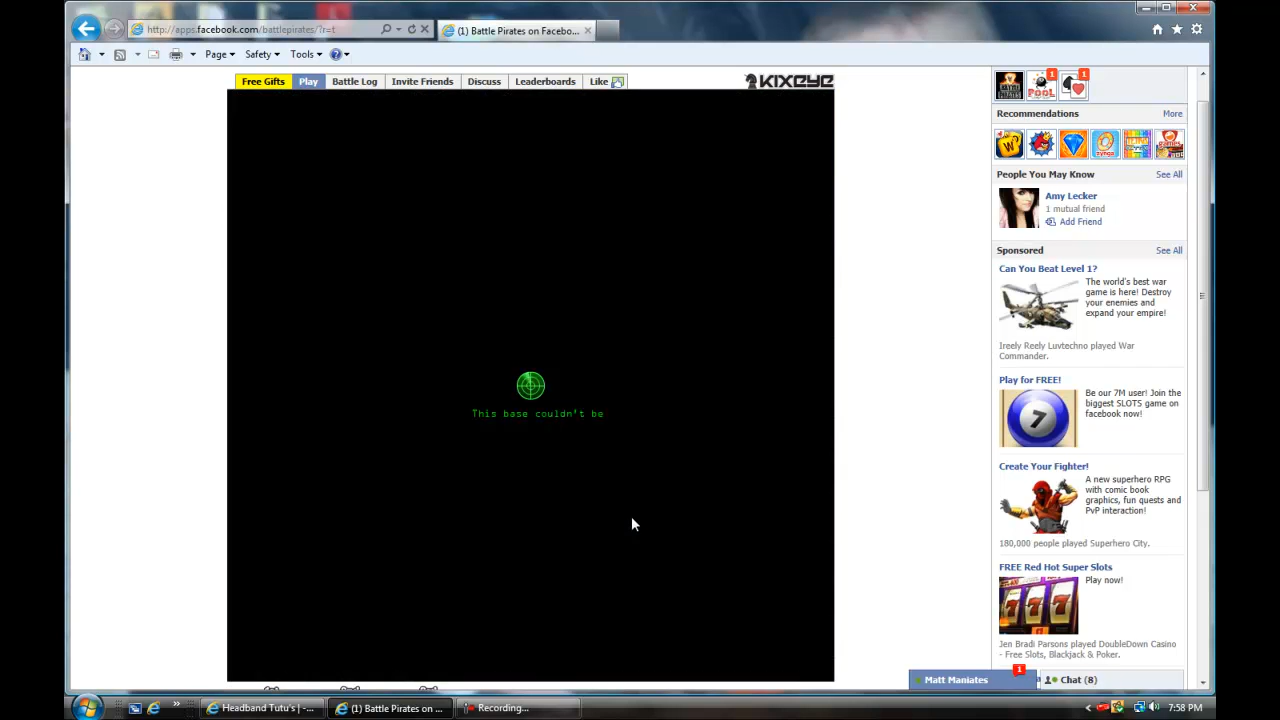 http://apps.facebook.com/battlepirates/?r=t
(1) Battle Pirates on Facebo...
Page
Safety
Tools
Free Gifts
Play
Battle Log
Invite Friends
Discuss
Leaderboards
Like
KIXEYE
This base couldn't be
1
1
POOL
Recommendations
More
People You May Know
See All
Amy Lecker
1 mutual friend
Add Friend
Sponsored
See All
Can You Beat Level 1?
The world's best war
game is here! Destroy
your enemies and
expand your empire!
Ireely Reely Luvtechno played War
Commander.
Play for FREE!
Be our 7M user! Join the
biggest SLOTS game on
facebook now!
7
Create Your Fighter!
A new superhero RPG
with comic book
graphics, fun quests and
PvP interaction!
180,000 people played Superhero City.
FREE Red Hot Super Slots
Play now!
777
Jen Bradi Parsons played DoubleDown Casino
- Free Slots, Blackjack & Poker.
Matt Maniates
1
Chat (8)
Headband Tutu's | -...
(1) Battle Pirates on ...
Recording...
7:58 PM